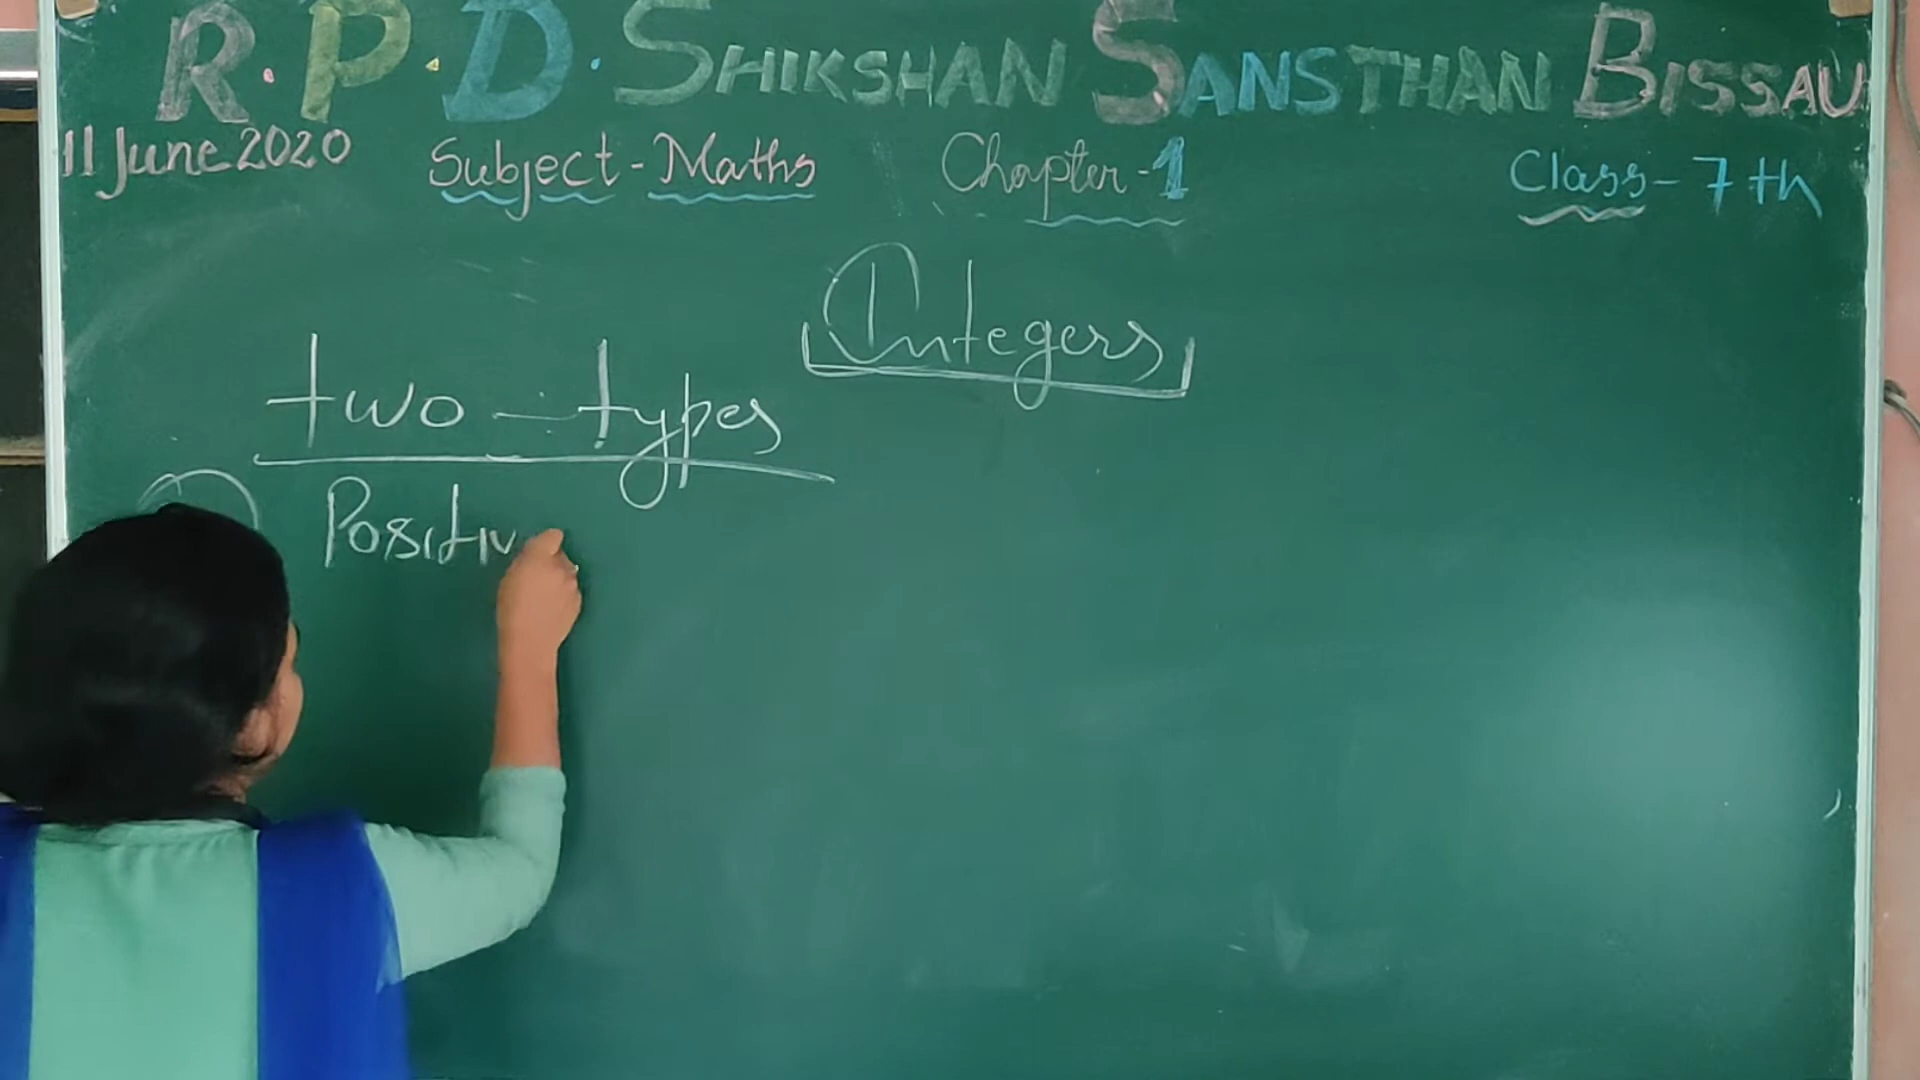 R.P.D. SHIKSHAN SANSTHAN BISSAU
11 June 2020 Subject - Maths Chapter - 1 Class - 7th
Integers
two - types
Positiv